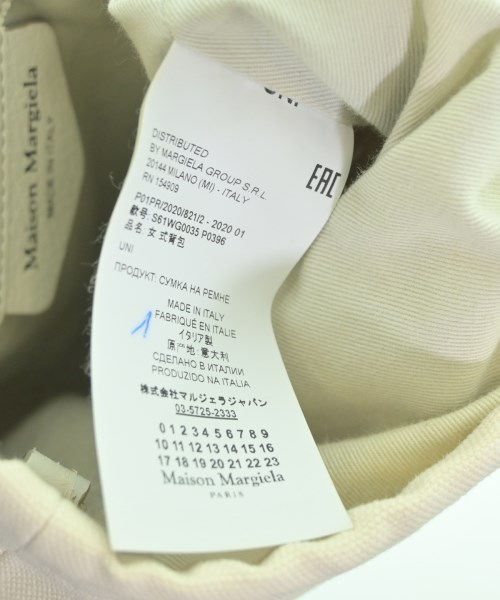 Maison Margiela
MADE IN ITALY
UNI
DISTRIBUTED
BY MARGIELA GROUP S.R.L.
20144 MILANO (MI) - ITALY
RN 154909
EAC
P01PR/2020/821/2 - 2020 01
款号: S61WG0035 P0396
品名: 女式背包
UNI
ПРОДУКТ: СУМКА НА РЕМНЕ
MADE IN ITALY
FABRIQUÉ EN ITALIE
イタリア製
原产地: 意大利
СДЕЛАНО В ИТАЛИИ
PRODUZIDO NA ITALIA
株式会社マルジェラジャパン
03-5725-2333
0 1 2 3 4 5 6 7 8 9
10 11 12 13 14 15 16
17 18 19 20 21 22 23
Maison Margiela
PARIS